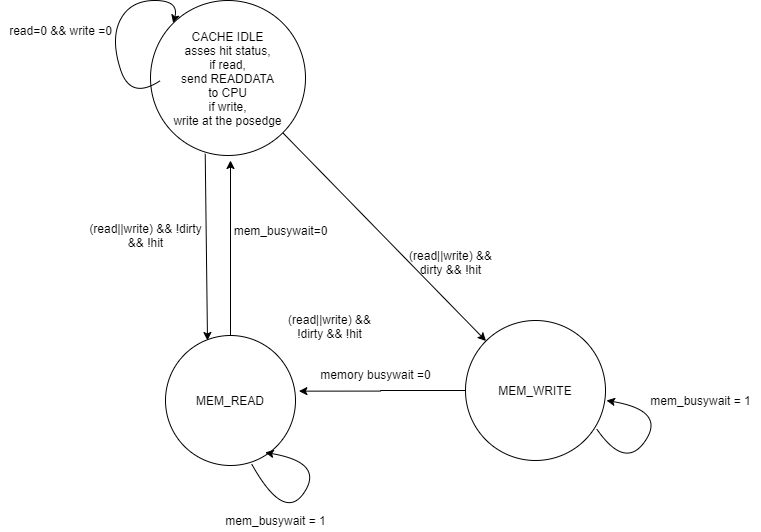 read=0 && write =0
CACHE IDLE
asses hit status,
if read,
send READDATA
to CPU
if write,
write at the posedge
(read||write) && !dirty
&& !hit
mem_busywait=0
(read||write) &&
dirty && !hit
(read||write) &&
!dirty && !hit
memory busywait =0
MEM_READ
MEM_WRITE
mem_busywait = 1
mem_busywait = 1